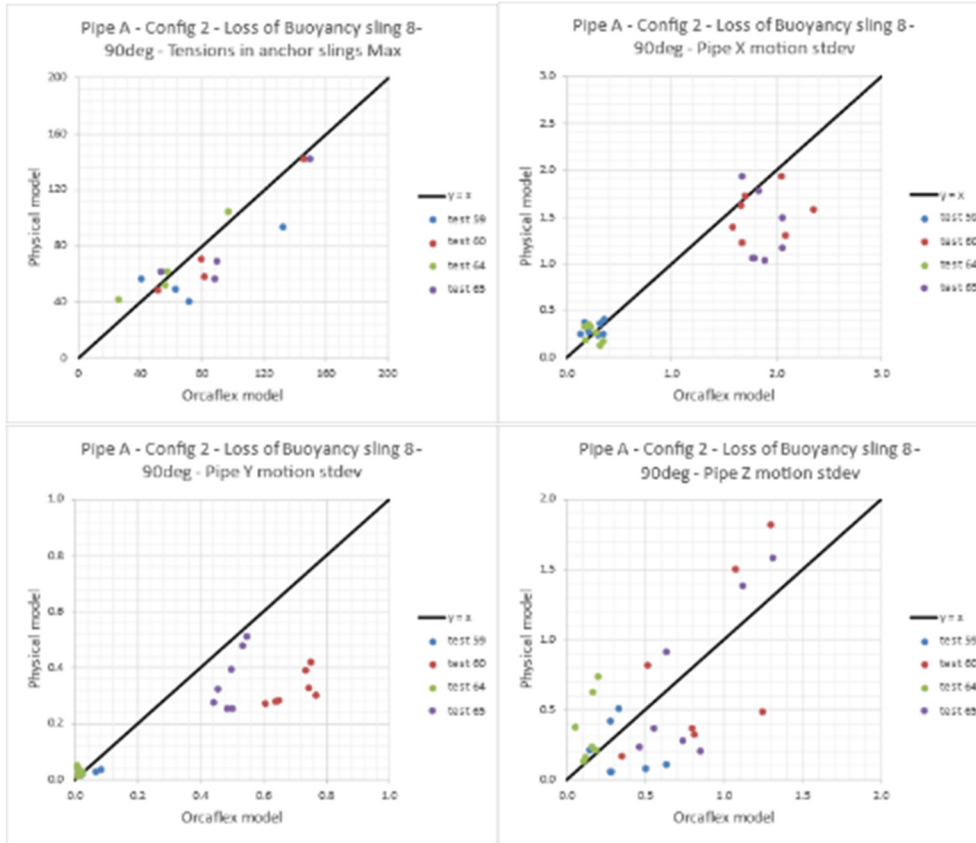 Pipe A - Config 2 - Loss of Buoyancy sling 8-
90deg - Tensions in anchor slings Max
200
160
120
80
40
0
0 40 80 120 160 200
Physical model
Orcaflex model
y = x
test 59
test 60
test 64
test 65
Pipe A - Config 2 - Loss of Buoyancy sling 8-
90deg - Pipe X motion stdev
3.0
2.5
2.0
1.5
1.0
0.5
0.0
0.0 1.0 2.0 3.0
Physical model
Orcaflex model
y = x
test 59
test 60
test 64
test 65
Pipe A - Config 2 - Loss of Buoyancy sling 8-
90deg - Pipe Y motion stdev
1.0
0.8
0.6
0.4
0.2
0.0
0.0 0.2 0.4 0.6 0.8 1.0
Physical model
Orcaflex model
y = x
test 59
test 60
test 64
test 65
Pipe A - Config 2 - Loss of Buoyancy sling 8-
90deg - Pipe Z motion stdev
2.0
1.5
1.0
0.5
0.0
0.0 0.5 1.0 1.5 2.0
Physical model
Orcaflex model
y = x
test 59
test 60
test 64
test 65